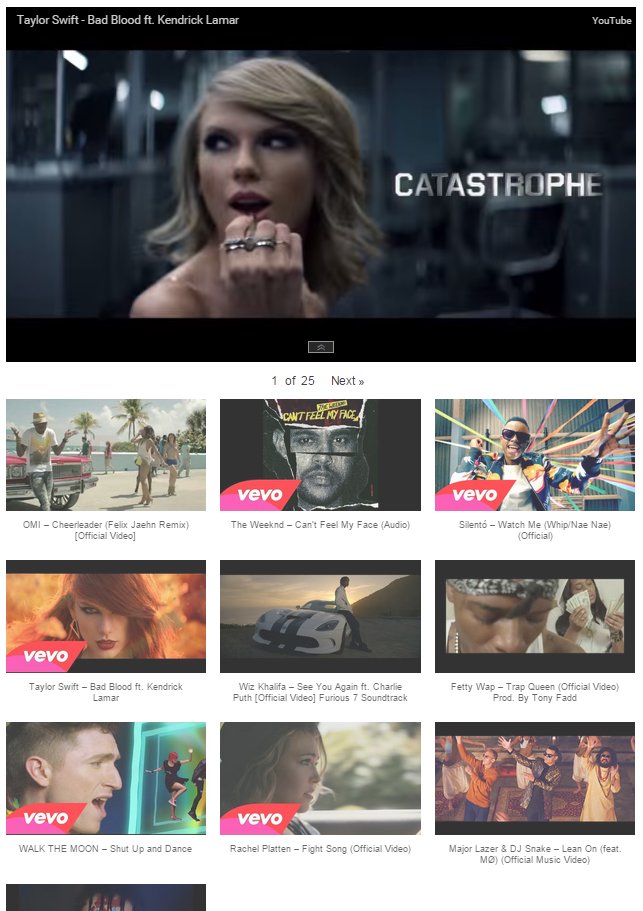 Taylor Swift - Bad Blood ft. Kendrick Lamar
YouTube
CATASTROPHE
1 of 25 Next »
THE WEEKND
CAN'T FEEL MY FACE
vevo
vevo
OMI – Cheerleader (Felix Jaehn Remix)
[Official Video]
The Weeknd – Can't Feel My Face (Audio)
Silentó – Watch Me (Whip/Nae Nae)
(Official)
vevo
Taylor Swift – Bad Blood ft. Kendrick
Lamar
Wiz Khalifa – See You Again ft. Charlie
Puth [Official Video] Furious 7 Soundtrack
Fetty Wap – Trap Queen (Official Video)
Prod. By Tony Fadd
vevo
vevo
WALK THE MOON – Shut Up and Dance
Rachel Platten – Fight Song (Official Video)
Major Lazer & DJ Snake – Lean On (feat.
MØ) (Official Music Video)